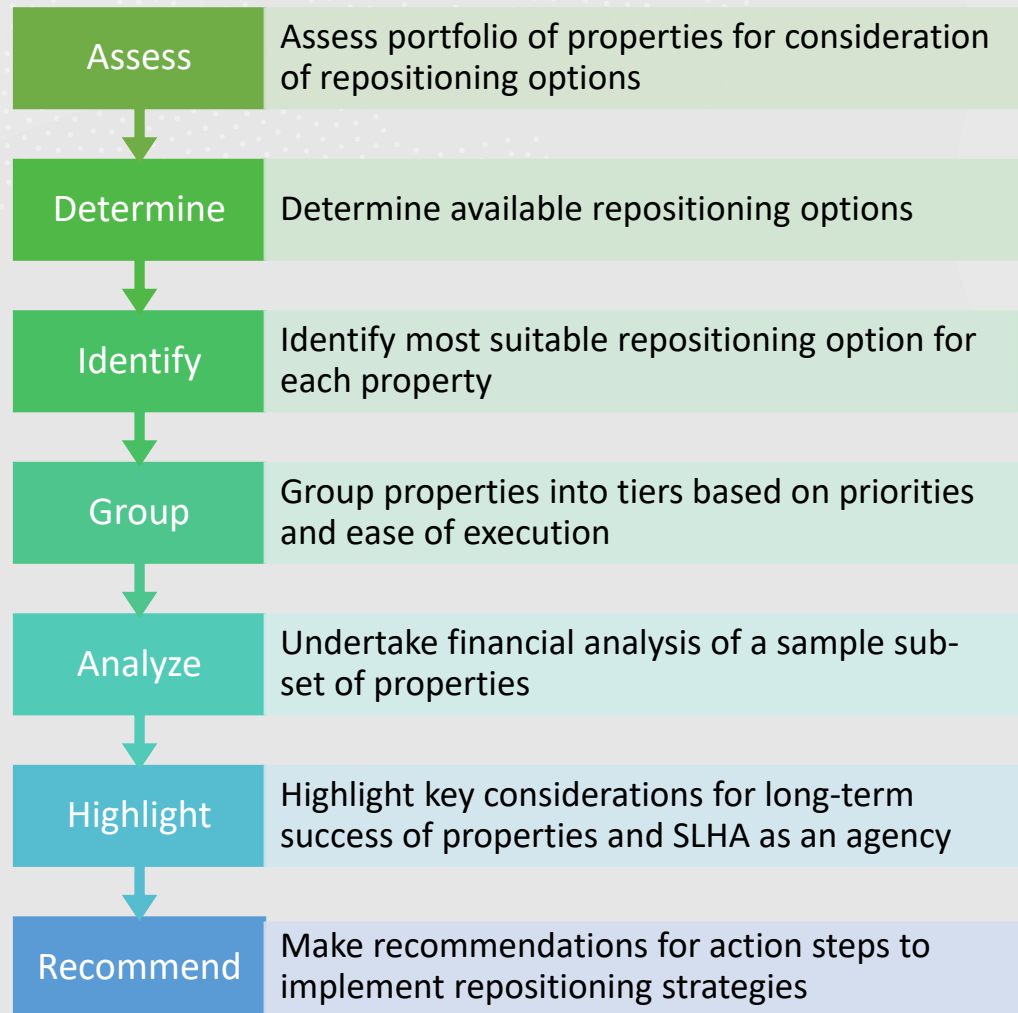 Assess
Assess portfolio of properties for consideration
of repositioning options
Determine
Determine available repositioning options
Identify
Identify most suitable repositioning option for
each property
Group
Group properties into tiers based on priorities
and ease of execution
Analyze
Undertake financial analysis of a sample sub-
set of properties
Highlight
Highlight key considerations for long-term
success of properties and SLHA as an agency
Recommend
Make recommendations for action steps to
implement repositioning strategies